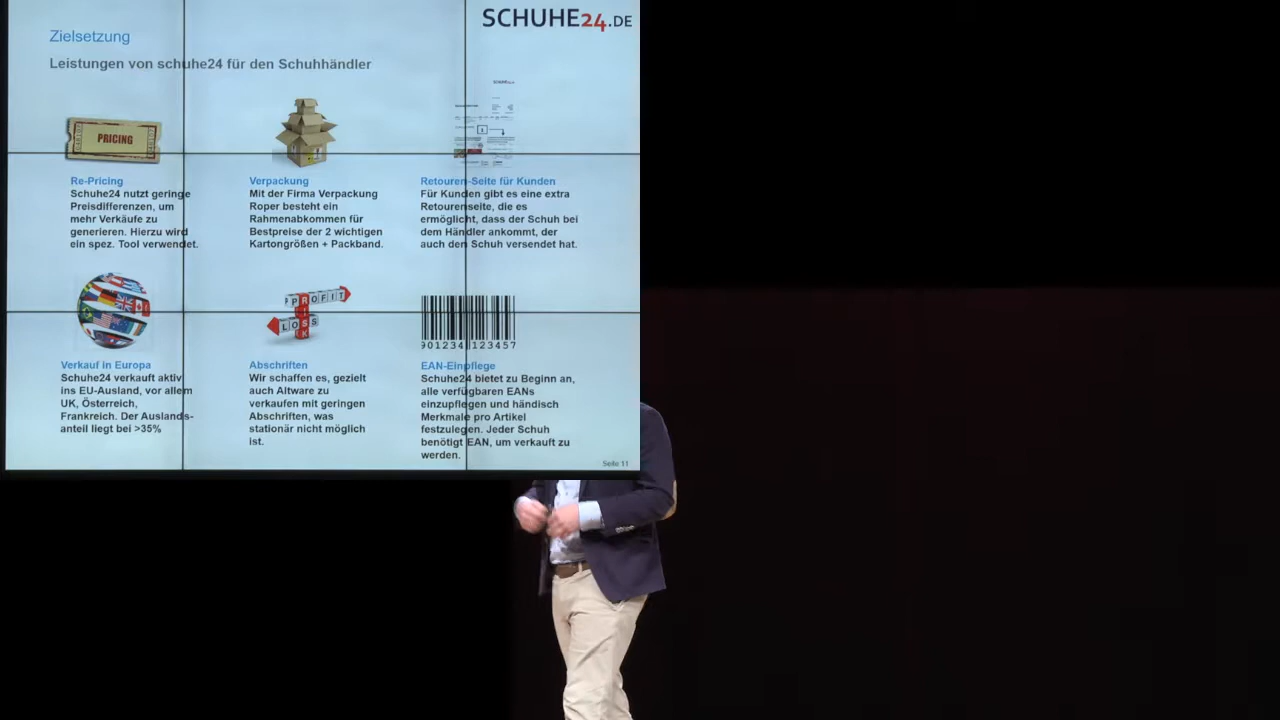 SCHUHE24.DE
Zielsetzung
Leistungen von schuhe24 für den Schuhhändler
PRICING
Re-Pricing
Schuhe24 nutzt geringe
Preisdifferenzen, um
mehr Verkäufe zu
generieren. Hierzu wird
ein spez. Tool verwendet.
Verpackung
Mit der Firma Verpackung
Roper besteht ein
Rahmenabkommen für
Bestpreise der 2 wichtigen
Kartongrößen + Packband.
Retouren-Seite für Kunden
Für Kunden gibt es eine extra
Retourenseite, die es
ermöglicht, dass der Schuh bei
dem Händler ankommt, der
auch den Schuh versendet hat.
Verkauf in Europa
Schuhe24 verkauft aktiv
ins EU-Ausland, vor allem
UK, Österreich,
Frankreich. Der Auslands-
anteil liegt bei >35%
PROFIT
RISK
LOSS
Abschriften
Wir schaffen es, gezielt
auch Altware zu
verkaufen mit geringen
Abschriften, was
stationär nicht möglich
ist.
901234 123457
EAN-Einpflege
Schuhe24 bietet zu Beginn an,
alle verfügbaren EANs
einzupflegen und händisch
Merkmale pro Artikel
festzulegen. Jeder Schuh
benötigt EAN, um verkauft zu
werden.
Seite 11